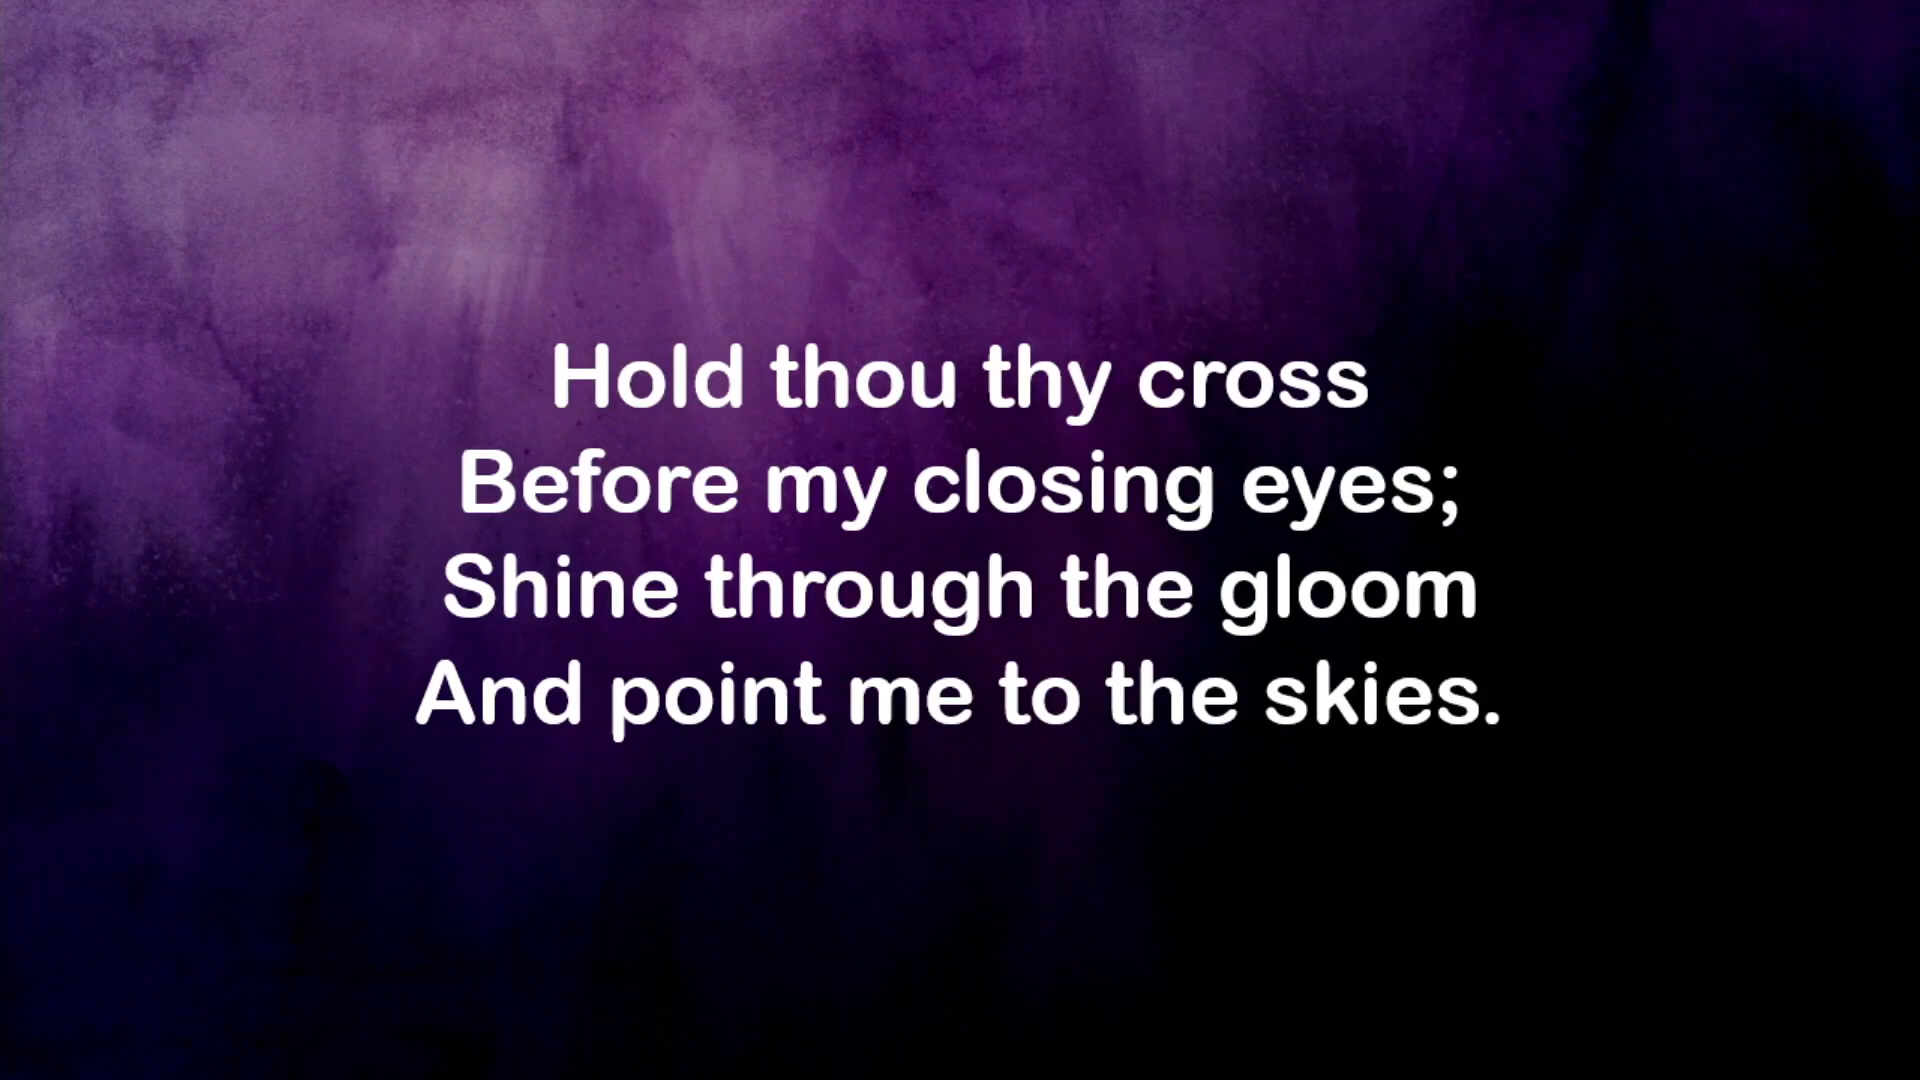 Hold thou thy cross
Before my closing eyes;
Shine through the gloom
And point me to the skies.